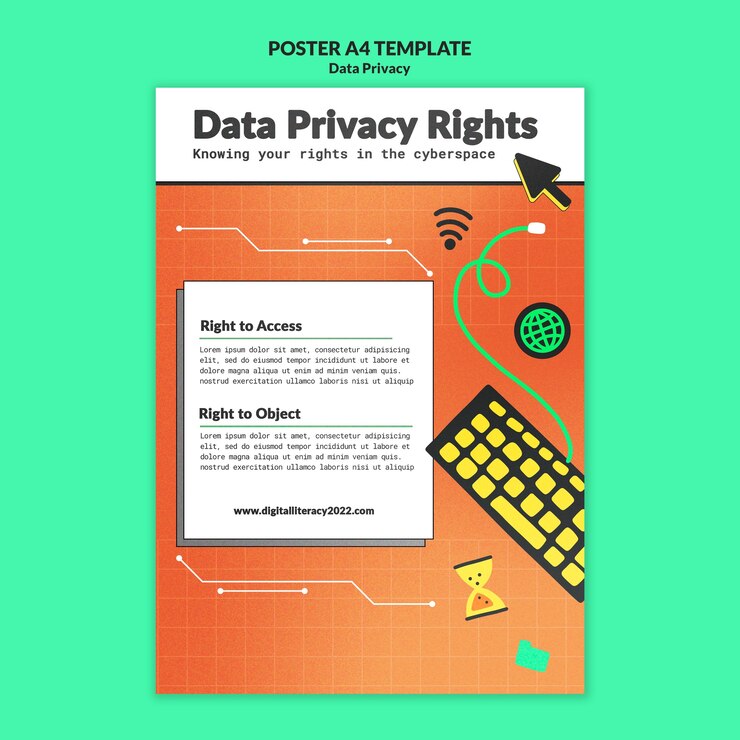 POSTER A4 TEMPLATE
Data Privacy
Data Privacy Rights
Knowing your rights in the cyberspace
Right to Access
Lorem ipsum dolor sit amet, consectetur adipiscing
elit, sed do eiusmod tempor incididunt ut labore et
dolore magna aliqua ut enim ad minim veniam quis.
nostrud exercitation ullamco laboris nisi ut aliquip
Right to Object
Lorem ipsum dolor sit amet, consectetur adipiscing
elit, sed do eiusmod tempor incididunt ut labore et
dolore magna aliqua ut enim ad minim veniam quis.
nostrud exercitation ullamco laboris nisi ut aliquip
www.digitalliteracy2022.com